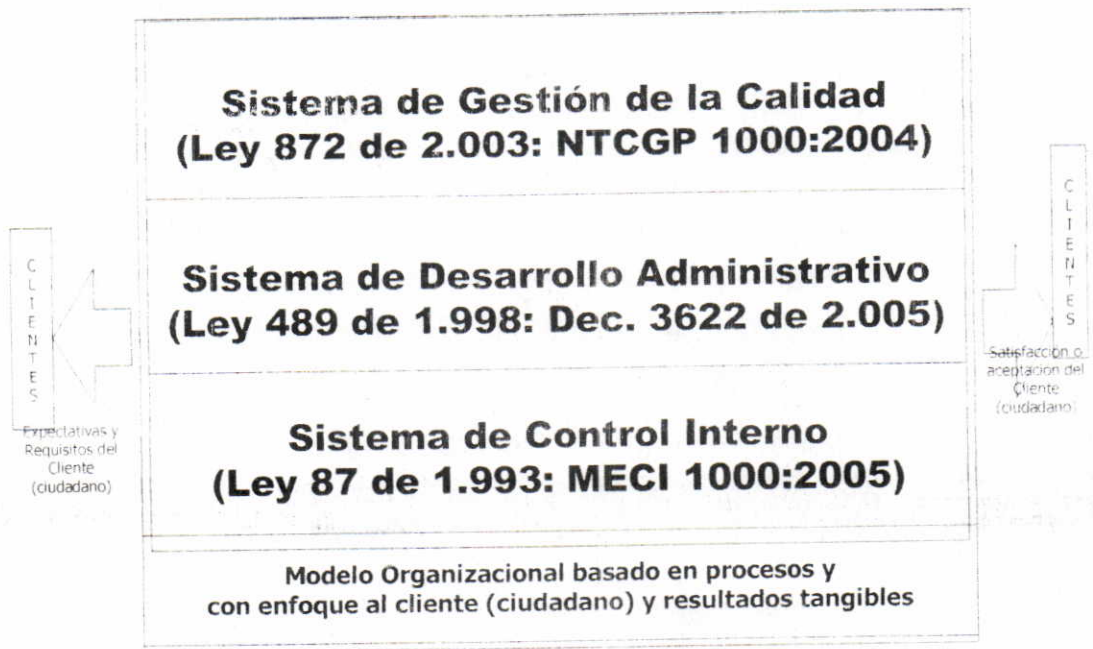 Sistema de Gestión de la Calidad
(Ley 872 de 2.003: NTCGP 1000:2004)
Sistema de Desarrollo Administrativo
(Ley 489 de 1.998: Dec. 3622 de 2.005)
Sistema de Control Interno
(Ley 87 de 1.993: MECI 1000:2005)
Modelo Organizacional basado en procesos y
con enfoque al cliente (ciudadano) y resultados tangibles
C
L
I
E
N
T
E
S
Expectativas y
Requisitos del
Cliente
(ciudadano)
C
L
I
E
N
T
E
S
Satisfacción o
aceptacion del
Cliente
(ciudadano)